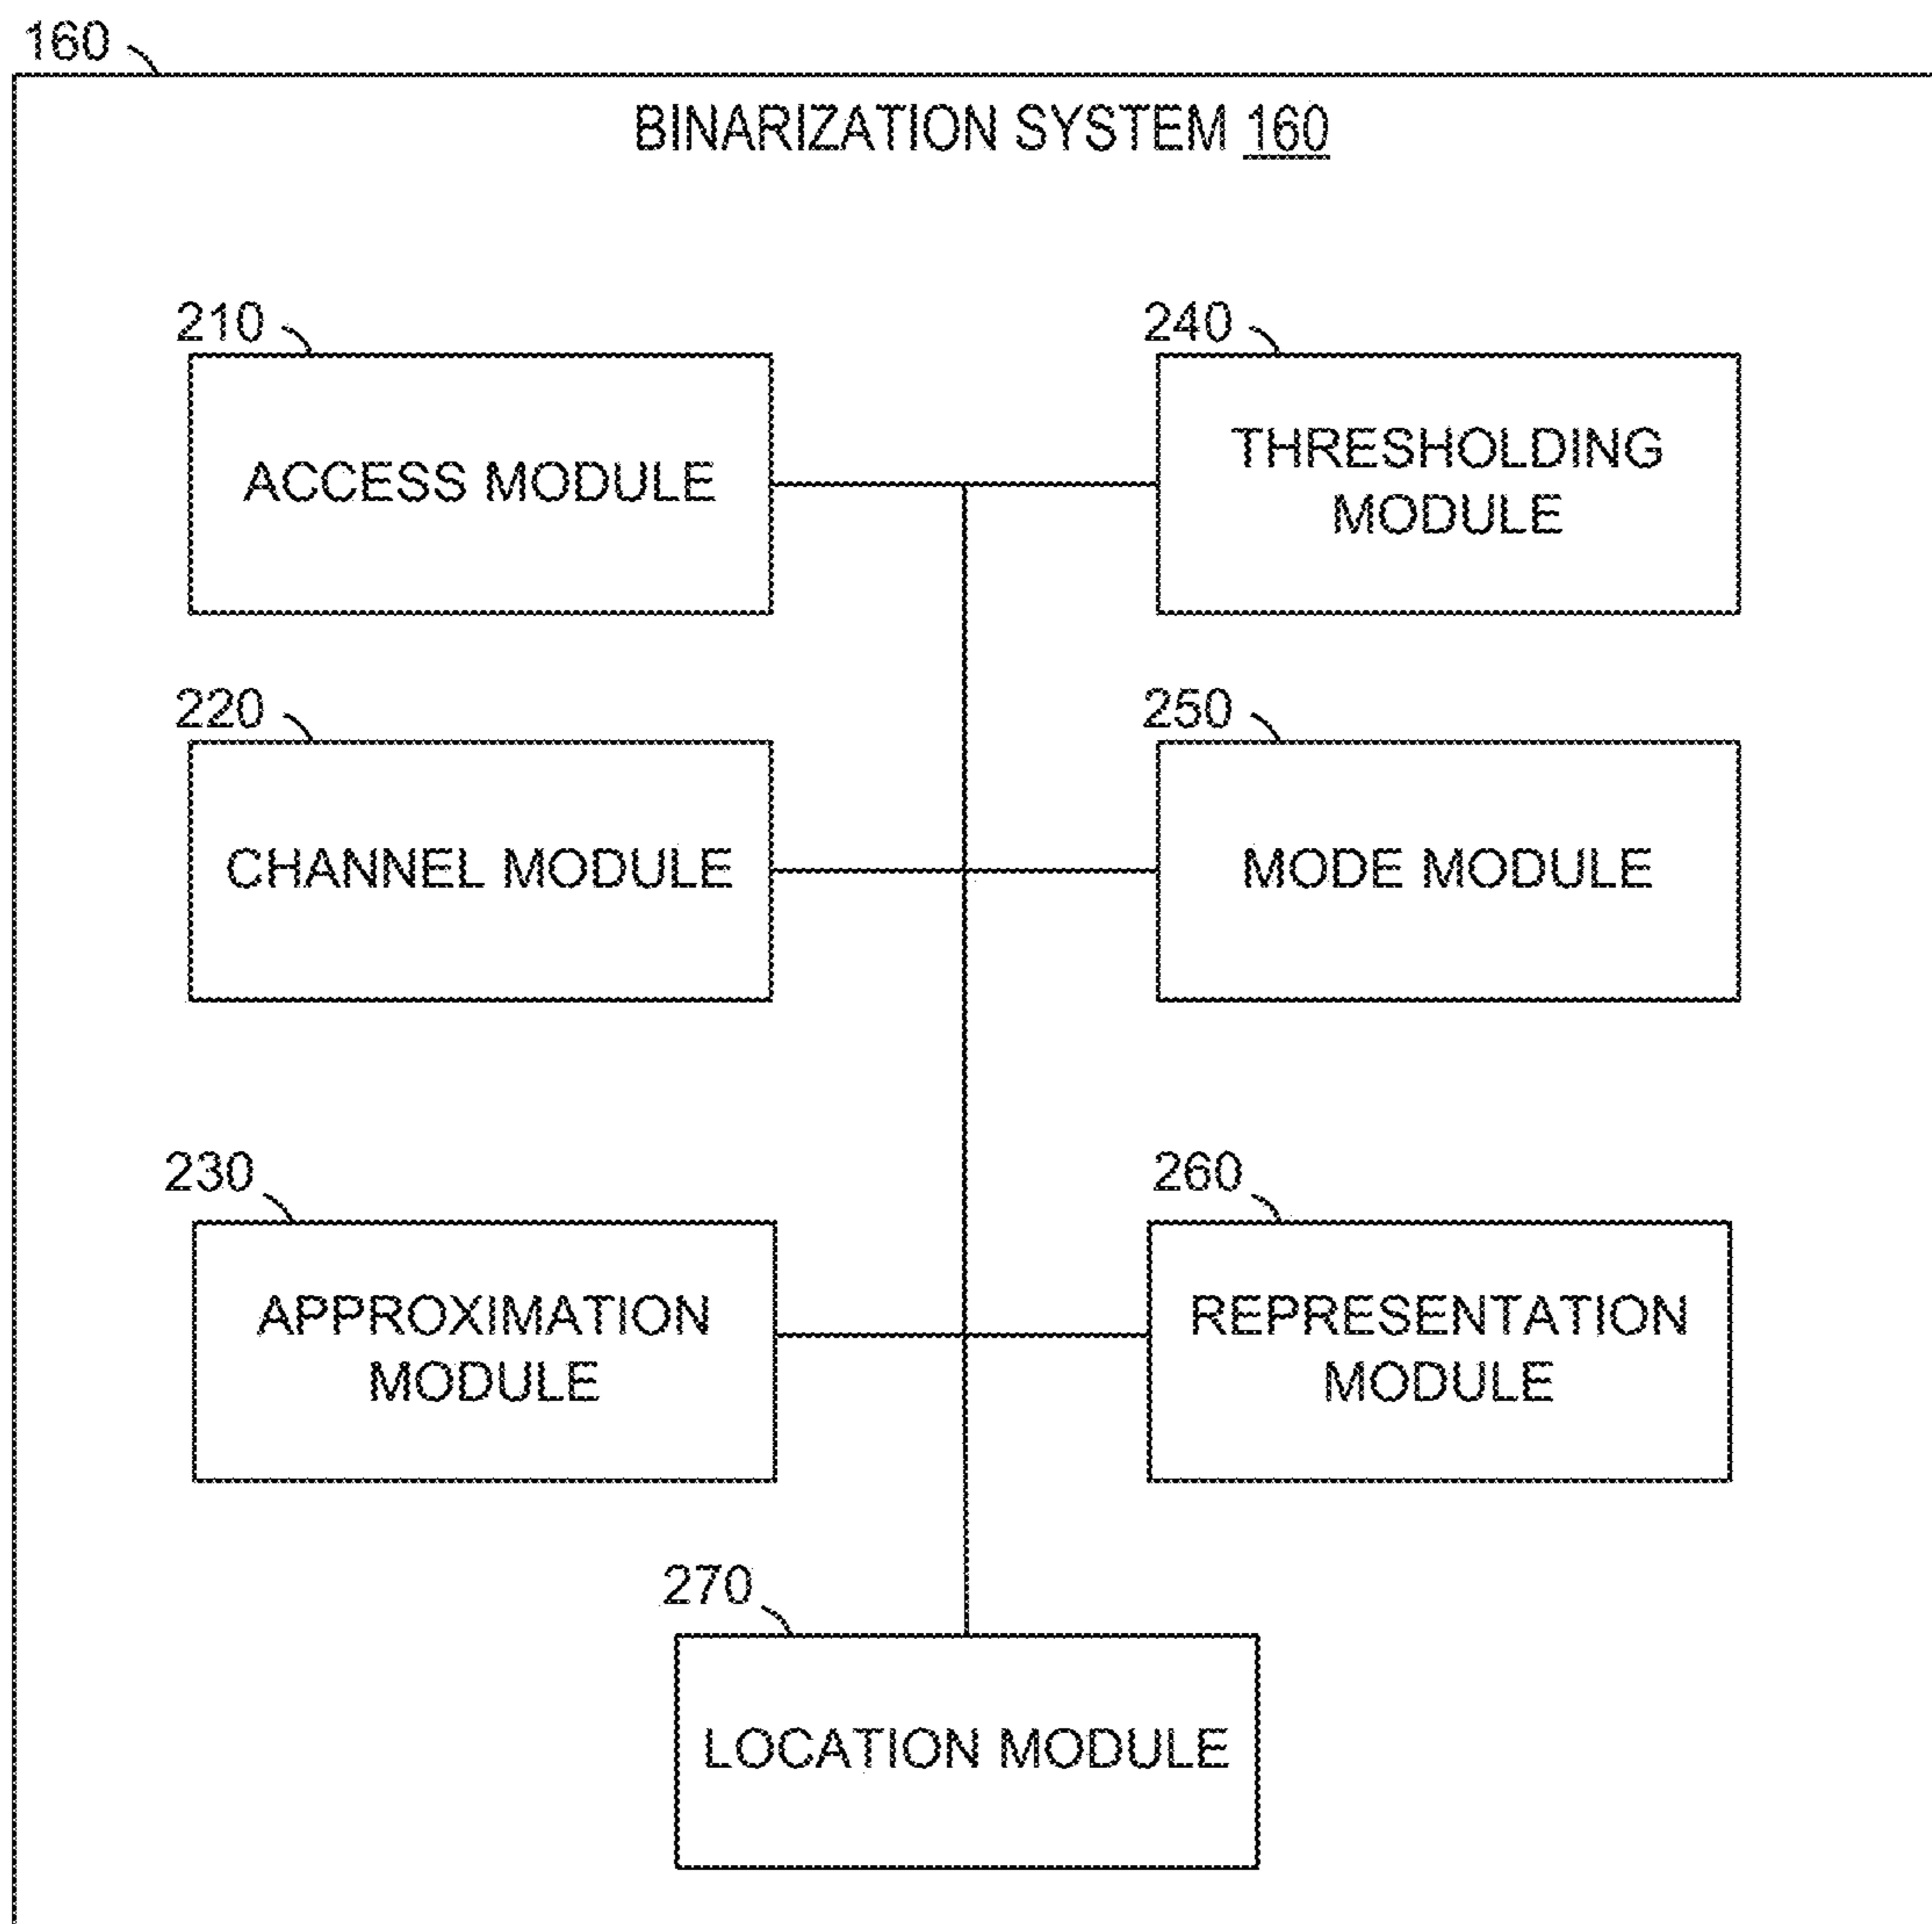 160
BINARIZATION SYSTEM 160
210
ACCESS MODULE
240
THRESHOLDING
MODULE
220
CHANNEL MODULE
250
MODE MODULE
230
APPROXIMATION
MODULE
260
REPRESENTATION
MODULE
270
LOCATION MODULE